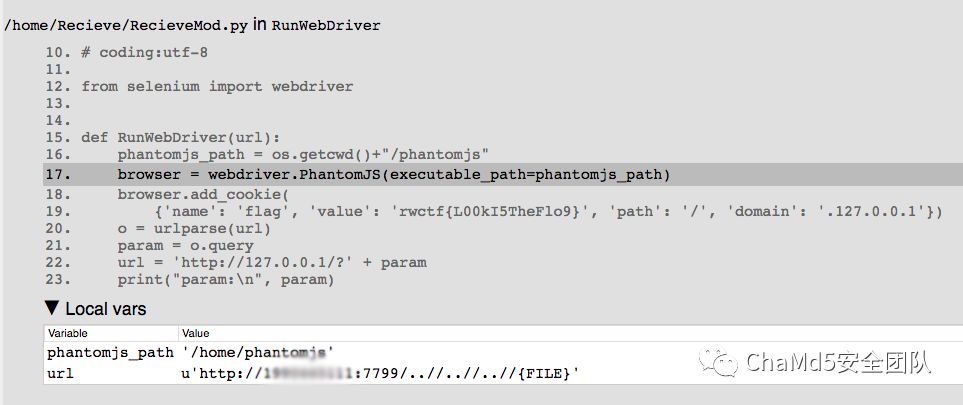 /home/Recieve/RecieveMod.py in RunWebDriver
10. # coding:utf-8
11.
12. from selenium import webdriver
13.
14.
15. def RunWebDriver(url):
16.     phantomjs_path = os.getcwd()+"/phantomjs"
17.     browser = webdriver.PhantomJS(executable_path=phantomjs_path)
18.     browser.add_cookie(
19.         {'name': 'flag', 'value': 'rwctf{L00kI5TheFlo9}', 'path': '/', 'domain': '.127.0.0.1'})
20.     o = urlparse(url)
21.     param = o.query
22.     url = 'http://127.0.0.1/?' + param
23.     print("param:\n", param)
▼ Local vars
Variable Value
phantomjs_path '/home/phantomjs'
url u'http:// :7799/..//..//..//{FILE}'
ChaMd5安全团队